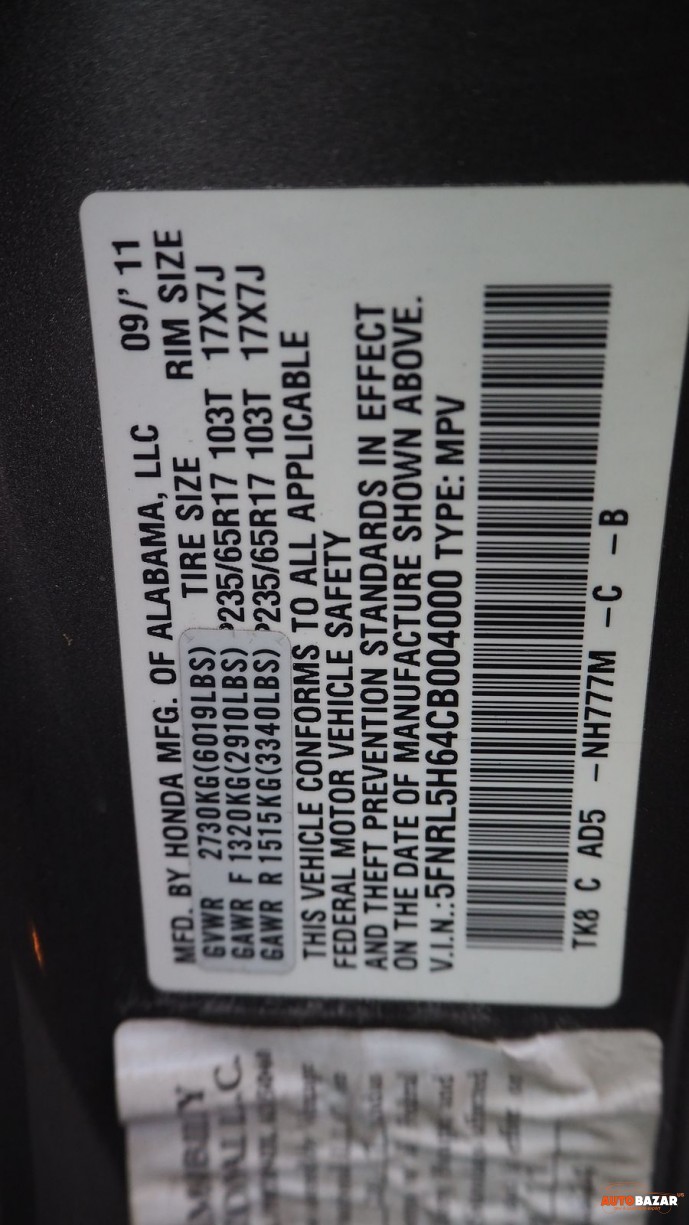 MFD. BY HONDA MFG. OF ALABAMA, LLC 09/'11
TIRE SIZE RIM SIZE
GVWR 2730KG(6019LBS)
GAWR F 1320KG(2910LBS) P235/65R17 103T 17X7J
GAWR R 1515KG(3340LBS) P235/65R17 103T 17X7J
THIS VEHICLE CONFORMS TO ALL APPLICABLE
FEDERAL MOTOR VEHICLE SAFETY
AND THEFT PREVENTION STANDARDS IN EFFECT
ON THE DATE OF MANUFACTURE SHOWN ABOVE.
V.I.N.:5FNRL5H64CB004000 TYPE: MPV
TK8 C AD5 -NH777M -C -B
AUTOBAZAR